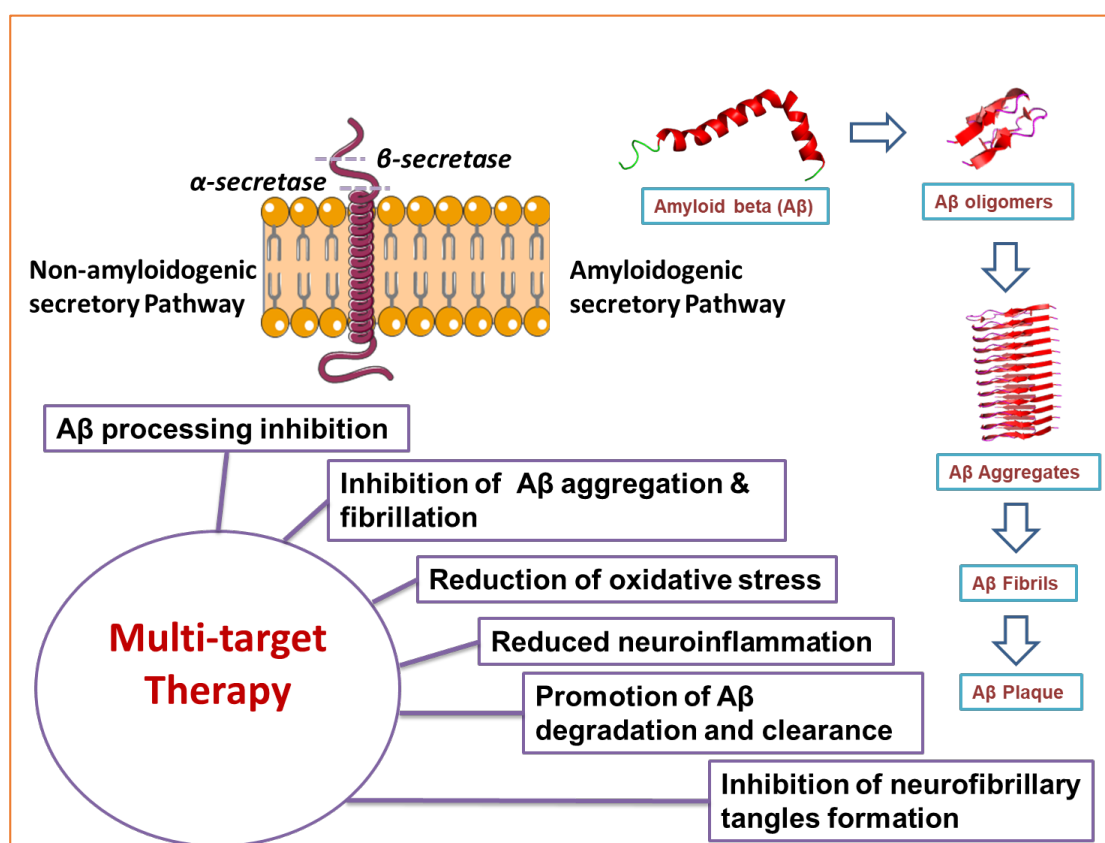 β-secretase
α-secretase
Non-amyloidogenic
secretory Pathway
Amyloidogenic
secretory Pathway
Amyloid beta (Aβ)
Aβ oligomers
Aβ Aggregates
Aβ Fibrils
Aβ Plaque
Aβ processing inhibition
Inhibition of Aβ aggregation &
fibrillation
Reduction of oxidative stress
Reduced neuroinflammation
Promotion of Aβ
degradation and clearance
Inhibition of neurofibrillary
tangles formation
Multi-target
Therapy